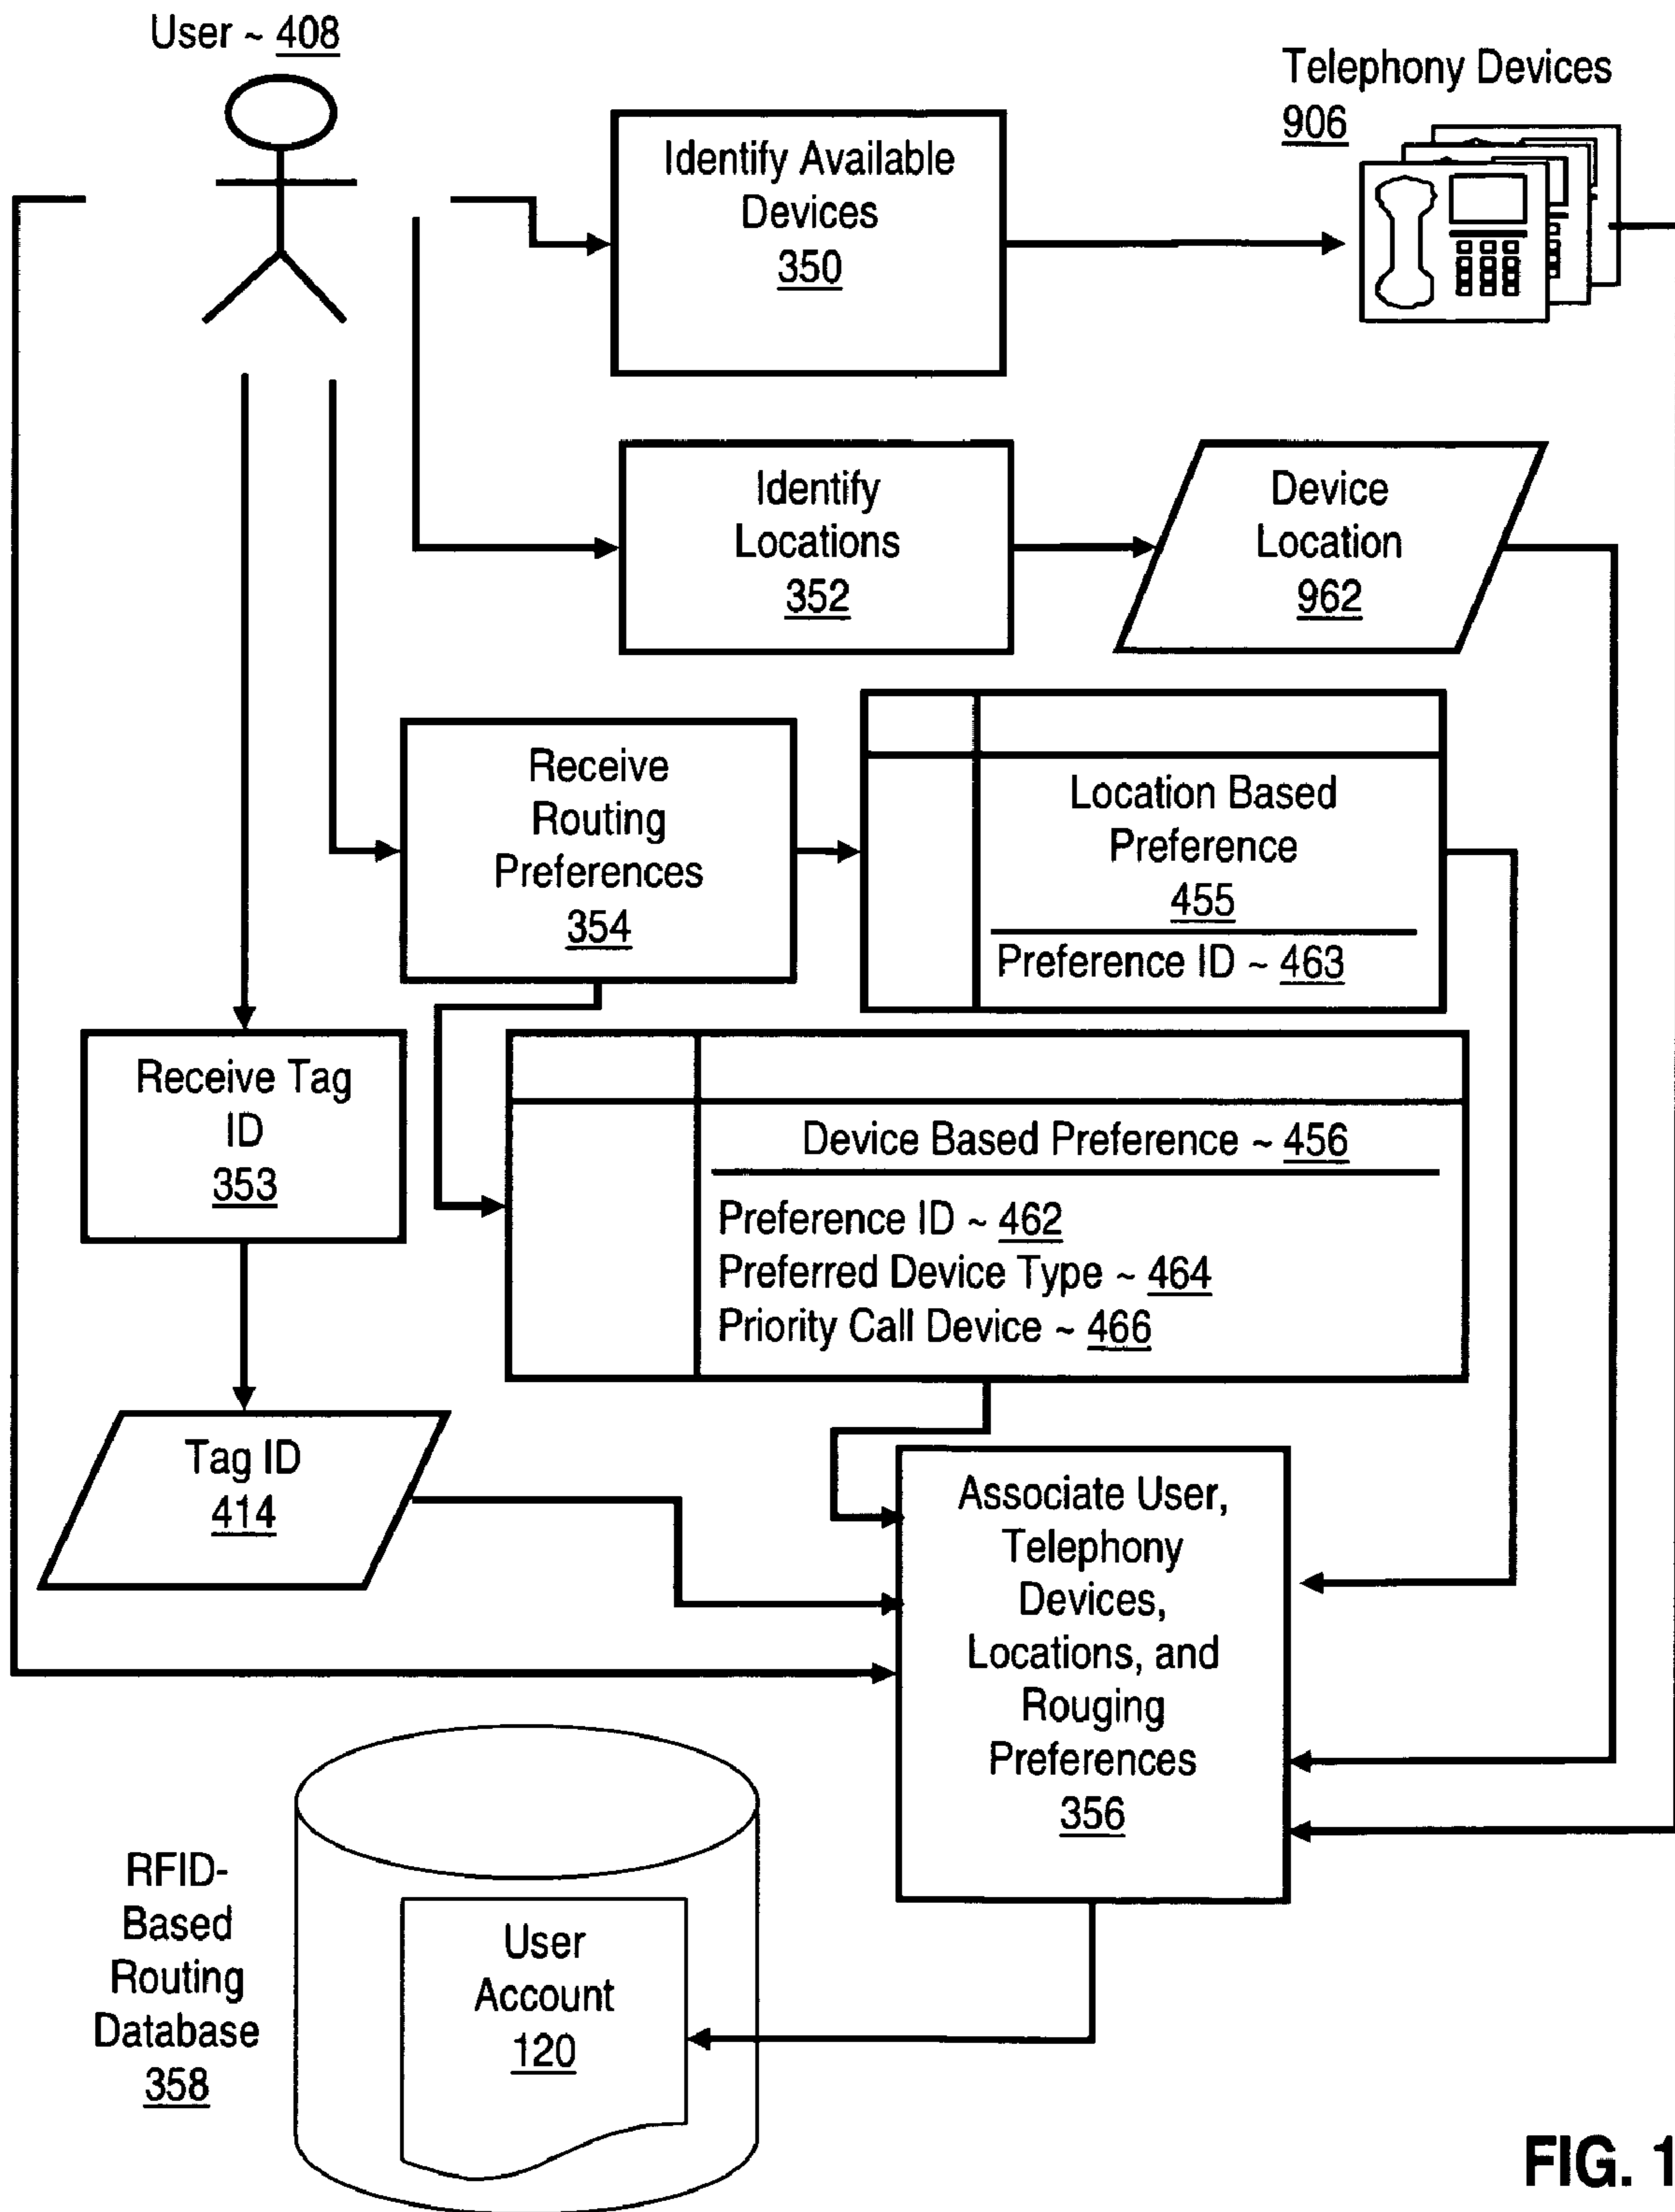 User ~ 408
Telephony Devices
906
Identify Available
Devices
350
Identify
Locations
352
Device
Location
962
Receive
Routing
Preferences
354
Location Based
Preference
455
Preference ID ~ 463
Receive Tag
ID
353
Device Based Preference ~ 456
Preference ID ~ 462
Preferred Device Type ~ 464
Priority Call Device ~ 466
Tag ID
414
Associate User,
Telephony
Devices,
Locations, and
Rouging
Preferences
356
RFID-
Based
Routing
Database
358
User
Account
120
FIG. 1